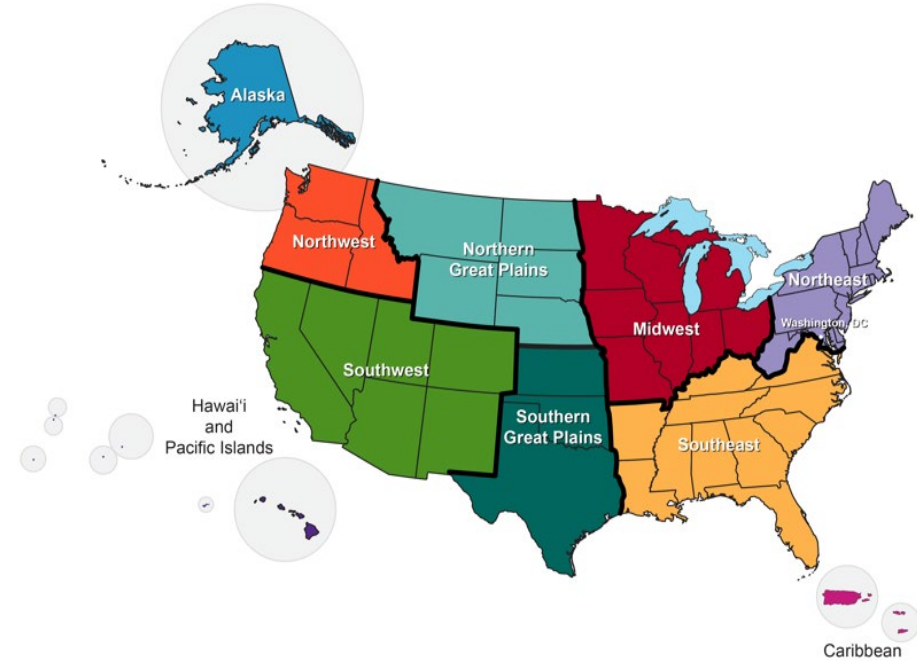 Alaska
Northwest
Northern
Great Plains
Northeast
Midwest
Washington, DC
Southwest
Hawai‘i
and
Pacific Islands
Southern
Great Plains
Southeast
Caribbean